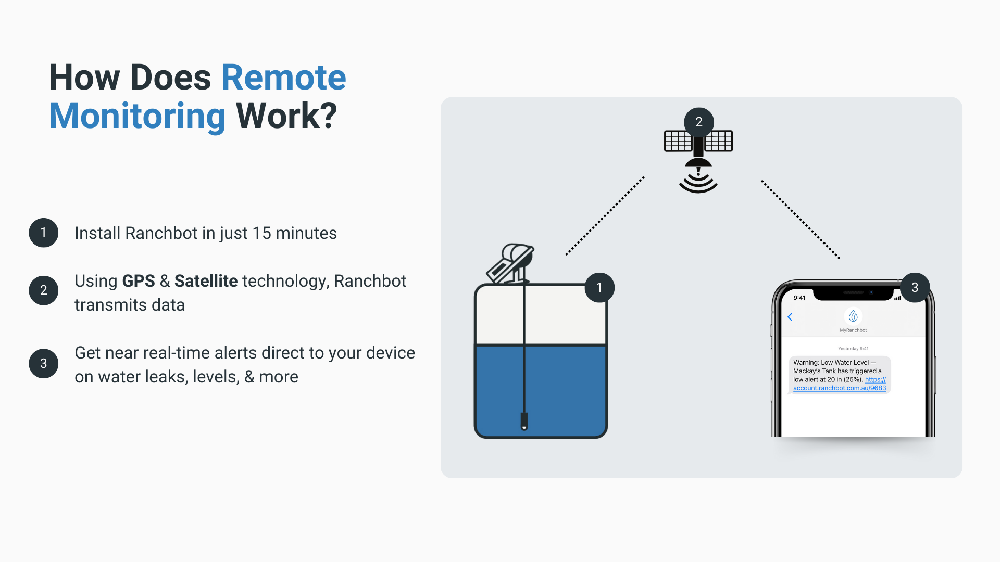 How Does Remote
Monitoring Work?
1
Install Ranchbot in just 15 minutes
2
Using GPS & Satellite technology, Ranchbot
transmits data
3
Get near real-time alerts direct to your device
on water leaks, levels, & more
2
1
3
9:41
MyRanchbot
Yesterday 9:41
Warning: Low Water Level —
Mackay's Tank has triggered a
low alert at 20 in (25%). https://
account.ranchbot.com.au/9683